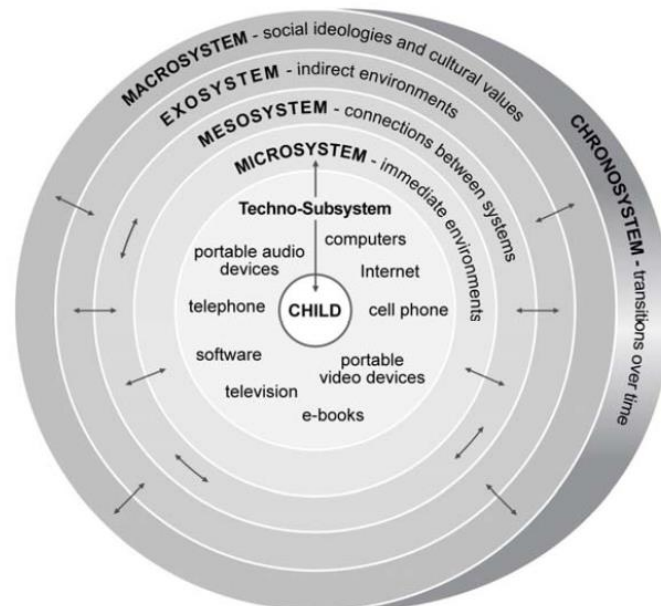 MACROSYSTEM - social ideologies and cultural values
EXOSYSTEM - indirect environments
MESOSYSTEM - connections between systems
MICROSYSTEM - immediate environments
CHRONOSYSTEM - transitions over time
Techno-Subsystem
computers
portable audio
devices
Internet
telephone
CHILD
cell phone
software
portable
video devices
television
e-books